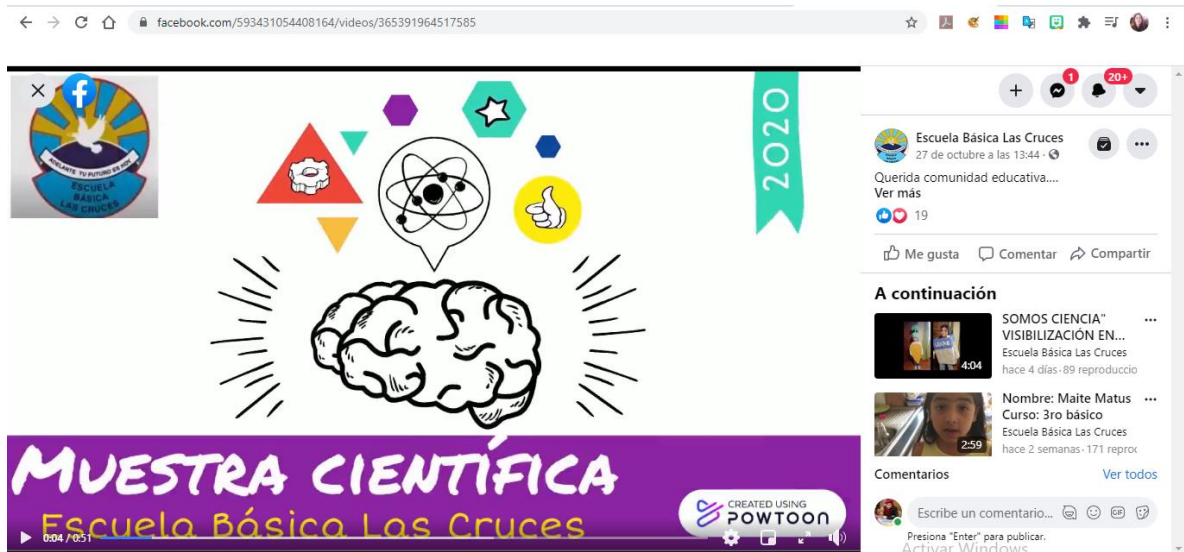 facebook.com/593431054408164/videos/365391964517585
1
20+
ADELANTE TU FUTURO ES HOY
ESCUELA
BÁSICA
LAS CRUCES
2020
MUESTRA CIENTÍFICA
Escuela Básica Las Cruces
CREATED USING
POWTOON
0:04 / 0:51
Escuela Básica Las Cruces
27 de octubre a las 13:44 ·
Querida comunidad educativa....
Ver más
19
Me gusta
Comentar
Compartir
A continuación
4:04
SOMOS CIENCIA"
VISIBILIZACIÓN EN...
Escuela Básica Las Cruces
hace 4 días · 89 reproduccio
2:59
Nombre: Maite Matus
Curso: 3ro básico
Escuela Básica Las Cruces
hace 2 semanas · 171 reproc
Comentarios
Ver todos
Escribe un comentario...
GIF
Presiona "Enter" para publicar.
Activar Windows